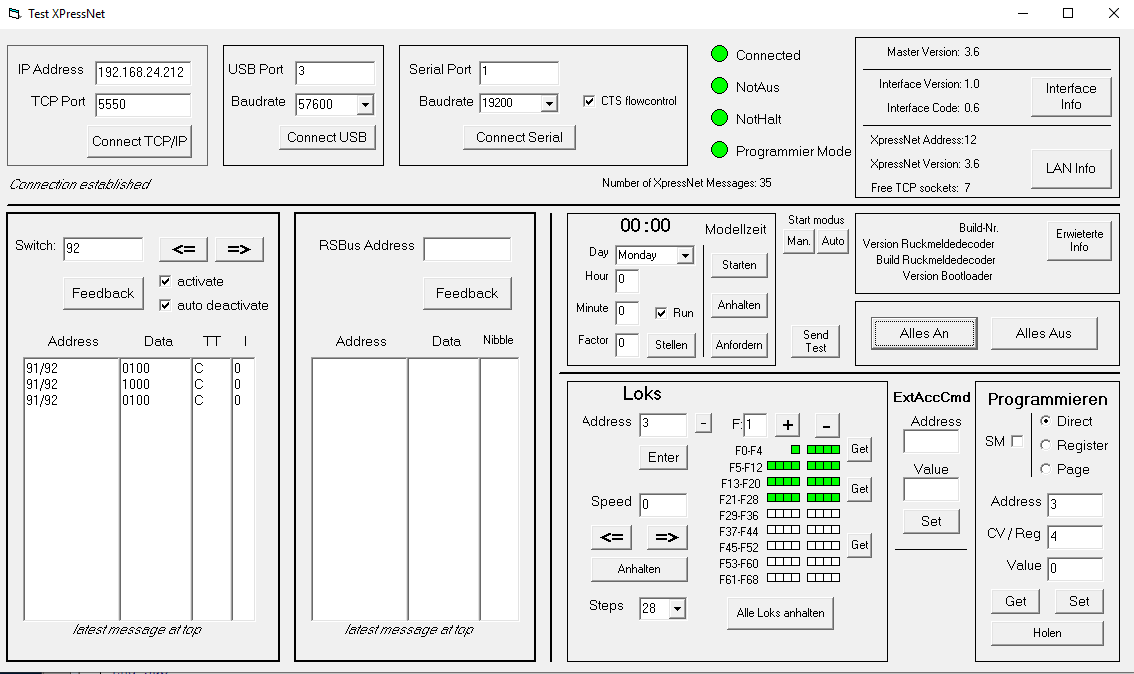 Test XPressNet
IP Address 192.168.24.212
TCP Port 5550
Connect TCP/IP
Connection established
USB Port 3
Baudrate 57600
Connect USB
Serial Port 1
Baudrate 19200
CTS flowcontrol
Connect Serial
Connected
NotAus
NotHalt
Programmier Mode
Number of XpressNet Messages: 35
Master Version: 3.6
Interface Version: 1.0
Interface Code: 0.6
Interface
Info
XpressNet Address:12
XpressNet Version: 3.6
Free TCP sockets: 7
LAN Info
Switch: 92 <= =>
Feedback
activate
auto deactivate
Address Data TT I
91/92 0100 C 0
91/92 1000 C 0
91/92 0100 C 0
latest message at top
RSBus Address
Feedback
Address Data Nibble
latest message at top
00:00
Day Monday
Hour 0
Minute 0
Run
Factor 0
Stellen
Modellzeit
Starten
Anhalten
Anfordern
Start modus
Man. Auto
Send
Test
Build-Nr.
Version Ruckmeldedecoder
Build Ruckmeldedecoder
Version Bootloader
Erwieterte
Info
Alles An Alles Aus
Loks
Address 3 -
Enter
Speed 0
<= =>
Anhalten
Steps 28
F: 1 + -
F0-F4
F5-F12
F13-F20
F21-F28
F29-F36
F37-F44
F45-F52
F53-F60
F61-F68
Get
Get
Get
Alle Loks anhalten
ExtAccCmd
Address
Value
Set
Programmieren
SM
Direct
Register
Page
Address 3
CV / Reg 4
Value 0
Get Set
Holen